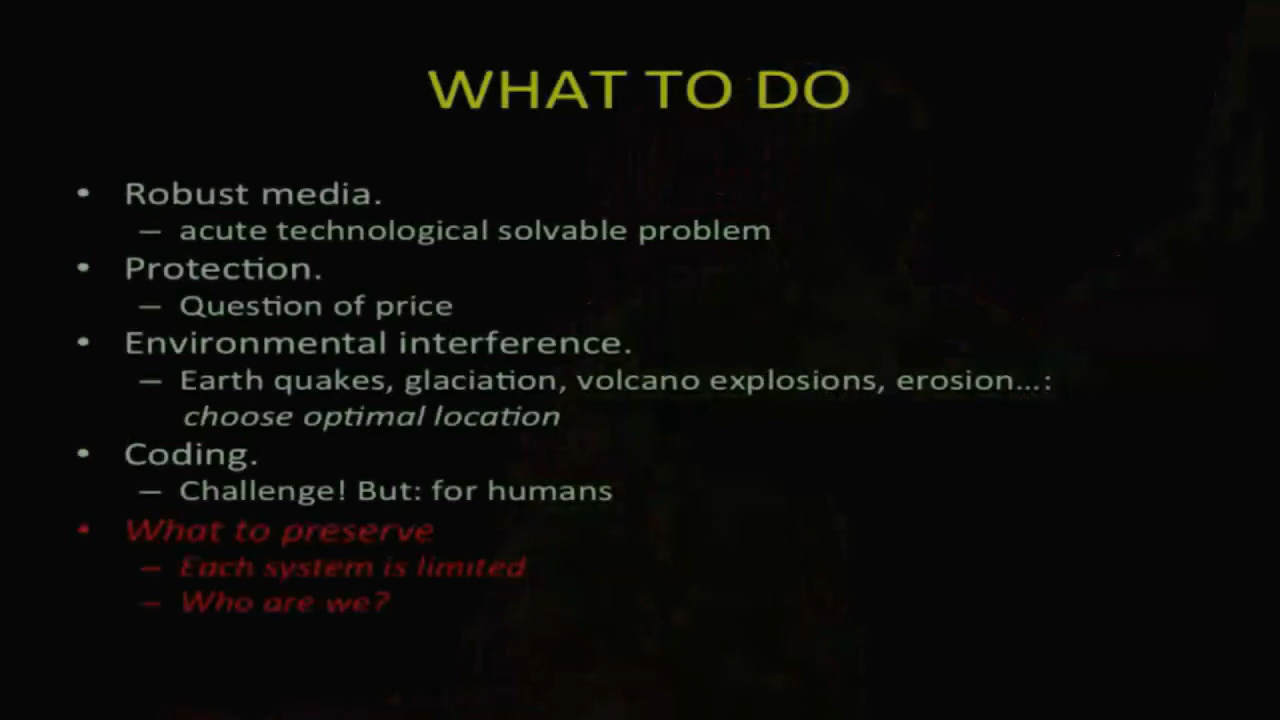 WHAT TO DO
• Robust media.
– acute technological solvable problem
• Protection.
– Question of price
• Environmental interference.
– Earth quakes, glaciation, volcano explosions, erosion...:
choose optimal location
• Coding.
– Challenge! But: for humans
• What to preserve
– Each system is limited
– Who are we?